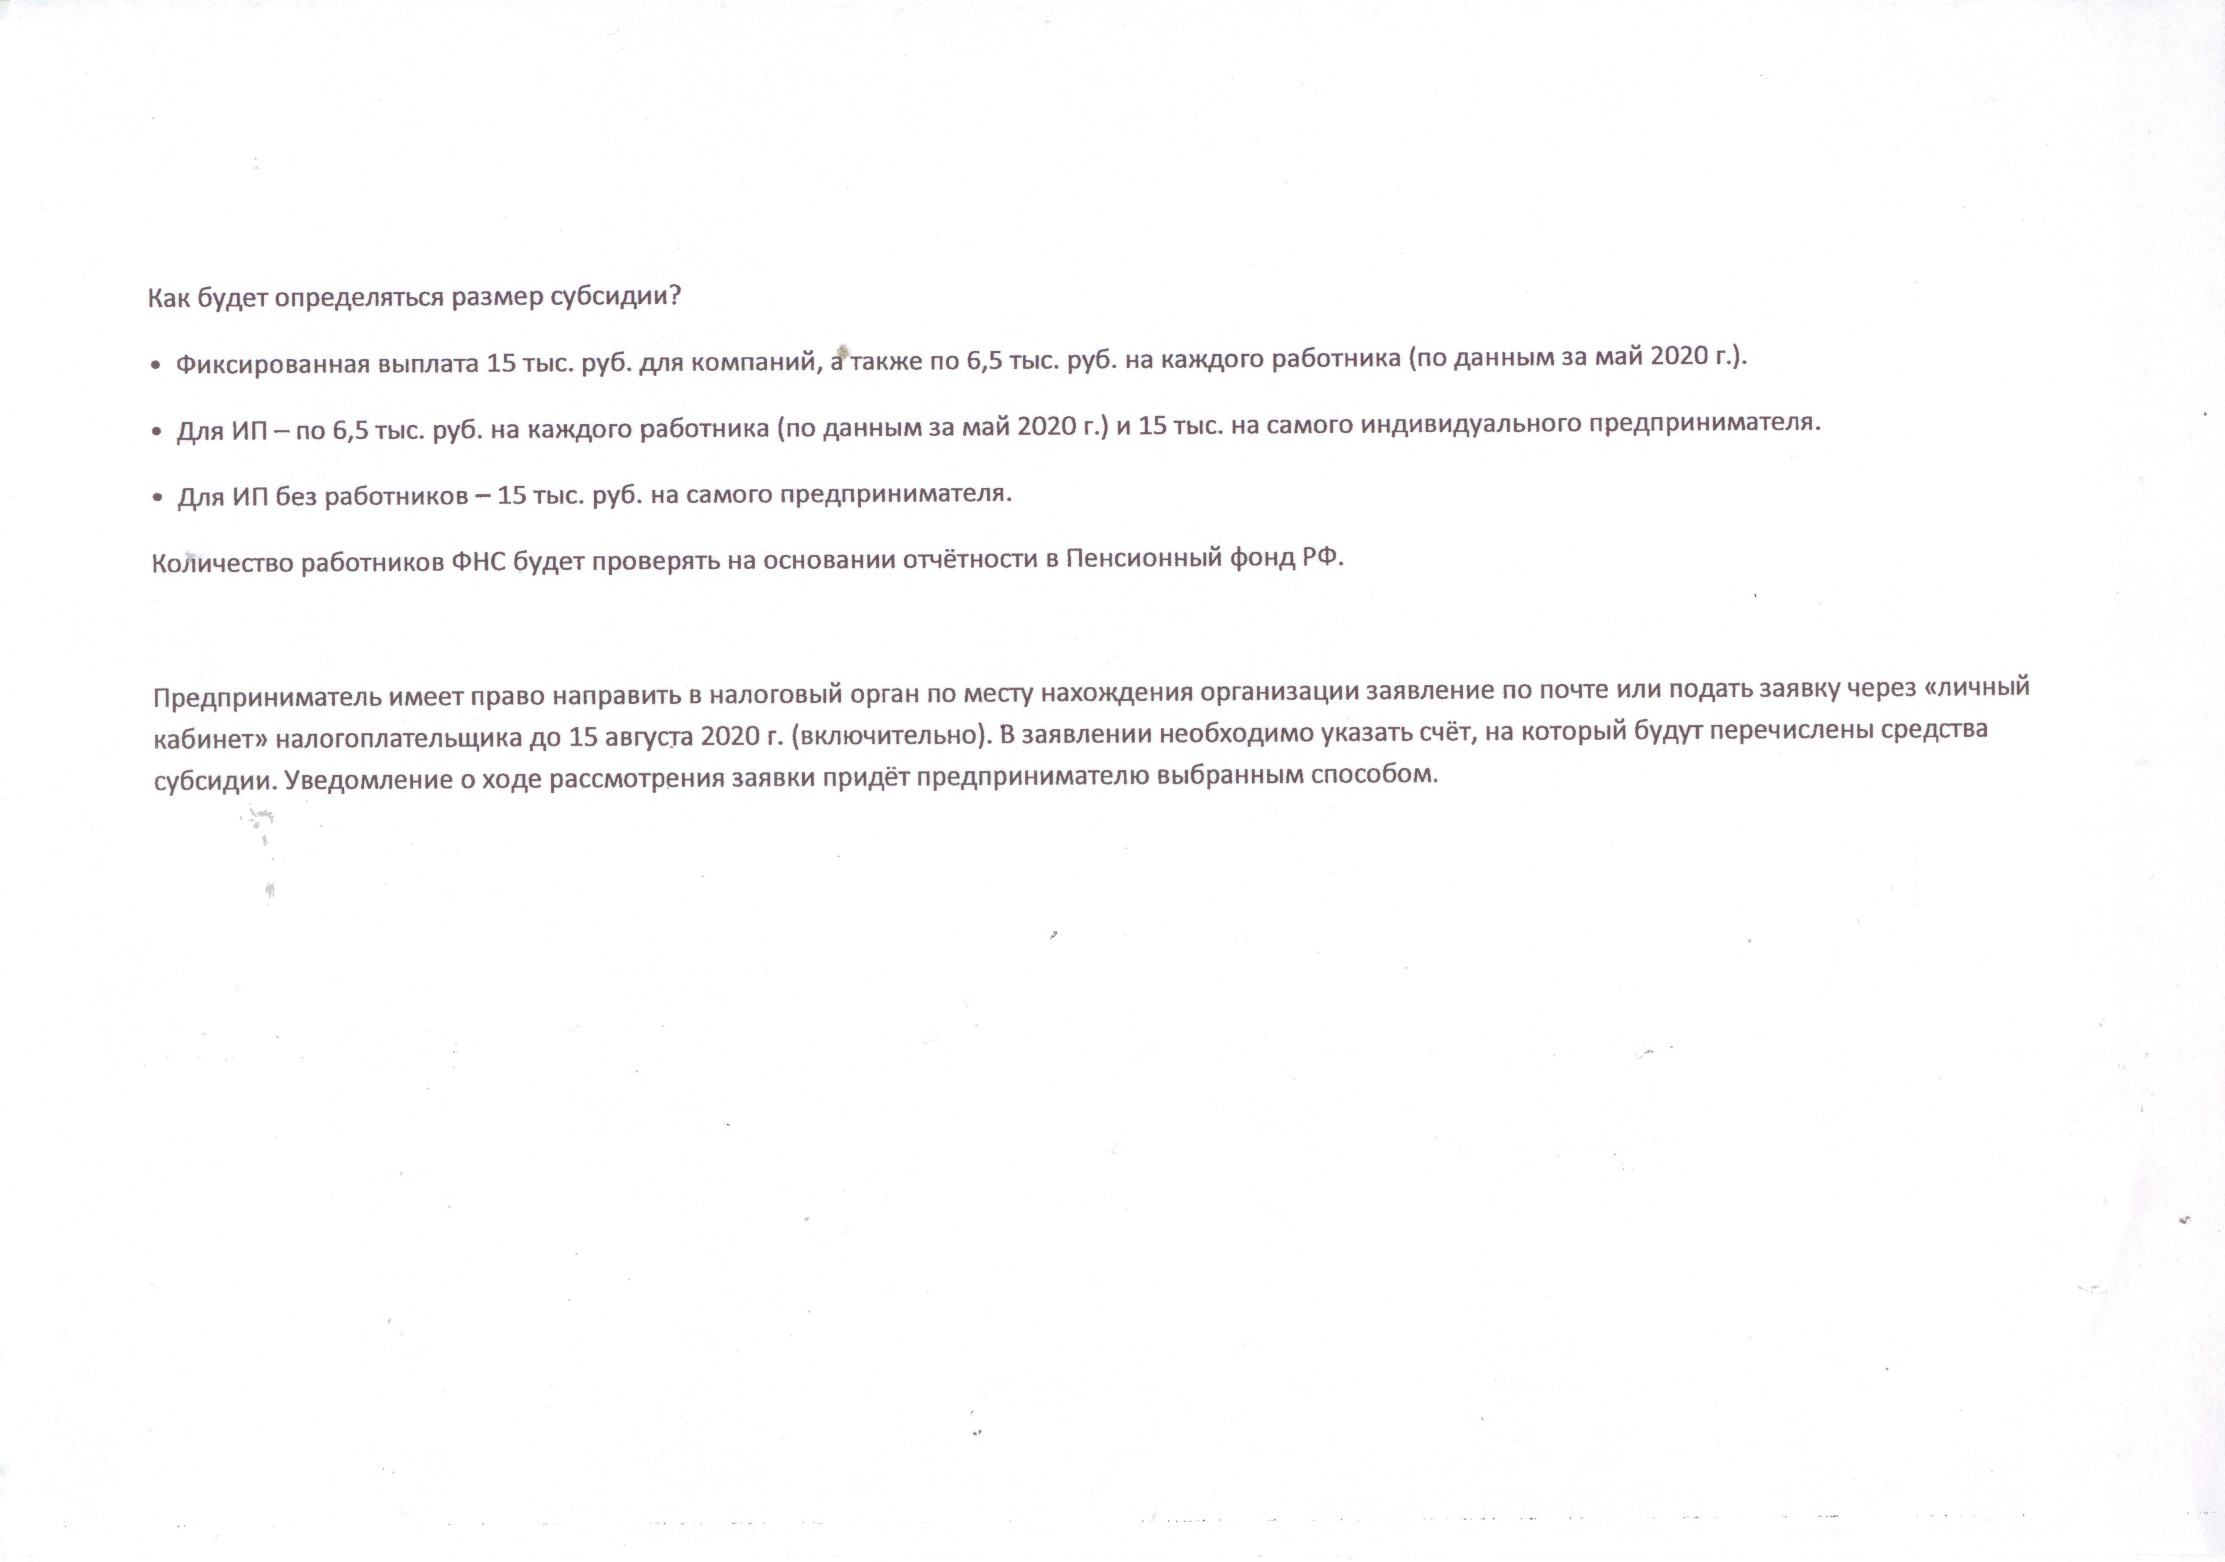 Как будет определяться размер субсидии?
• Фиксированная выплата 15 тыс. руб. для компаний, а также по 6,5 тыс. руб. на каждого работника (по данным за май 2020 г.).
• Для ИП – по 6,5 тыс. руб. на каждого работника (по данным за май 2020 г.) и 15 тыс. на самого индивидуального предпринимателя.
• Для ИП без работников – 15 тыс. руб. на самого предпринимателя.
Количество работников ФНС будет проверять на основании отчётности в Пенсионный фонд РФ.
Предприниматель имеет право направить в налоговый орган по месту нахождения организации заявление по почте или подать заявку через «личный
кабинет» налогоплательщика до 15 августа 2020 г. (включительно). В заявлении необходимо указать счёт, на который будут перечислены средства
субсидии. Уведомление о ходе рассмотрения заявки придёт предпринимателю выбранным способом.